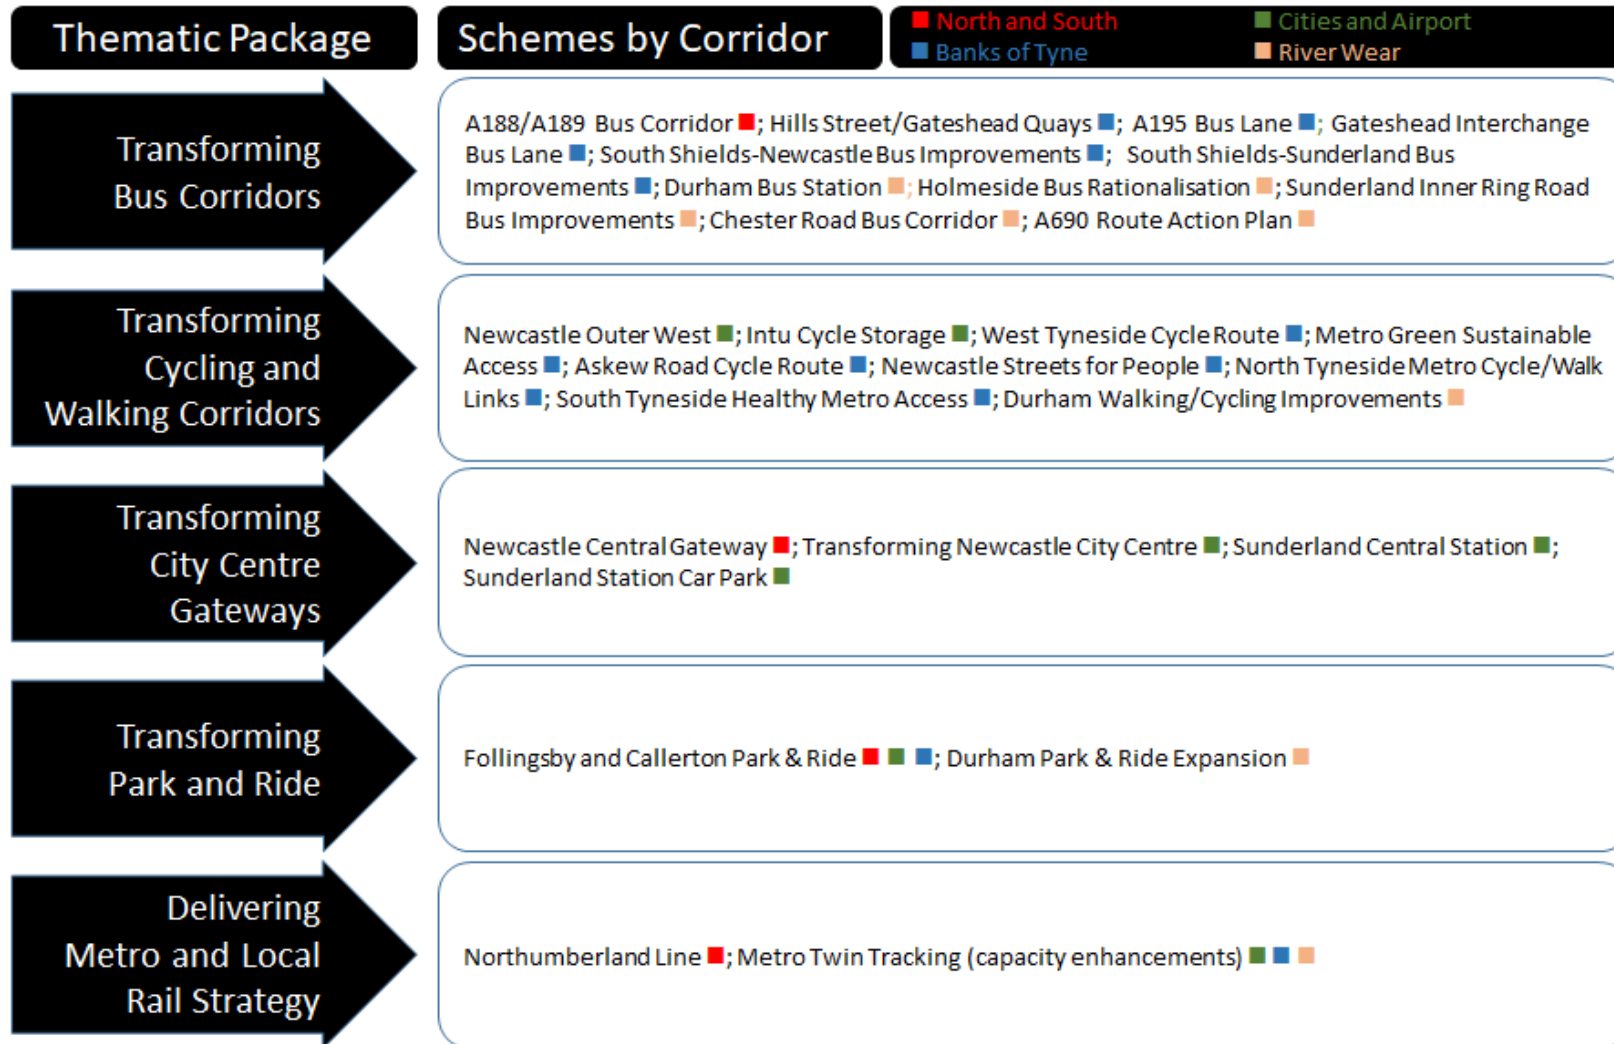 Thematic Package
Schemes by Corridor
North and South
Cities and Airport
Banks of Tyne
River Wear
Transforming
Bus Corridors
A188/A189 Bus Corridor ■; Hills Street/Gateshead Quays ■; A195 Bus Lane ■; Gateshead Interchange
Bus Lane ■; South Shields-Newcastle Bus Improvements ■; South Shields-Sunderland Bus
Improvements ■; Durham Bus Station ■; Holmeside Bus Rationalisation ■; Sunderland Inner Ring Road
Bus Improvements ■; Chester Road Bus Corridor ■; A690 Route Action Plan ■
Transforming
Cycling and
Walking Corridors
Newcastle Outer West ■; Intu Cycle Storage ■; West Tyneside Cycle Route ■; Metro Green Sustainable
Access ■; Askew Road Cycle Route ■; Newcastle Streets for People ■; North Tyneside Metro Cycle/Walk
Links ■; South Tyneside Healthy Metro Access ■; Durham Walking/Cycling Improvements ■
Transforming
City Centre
Gateways
Newcastle Central Gateway ■; Transforming Newcastle City Centre ■; Sunderland Central Station ■;
Sunderland Station Car Park ■
Transforming
Park and Ride
Follingsby and Callerton Park & Ride ■ ■ ■; Durham Park & Ride Expansion ■
Delivering
Metro and Local
Rail Strategy
Northumberland Line ■; Metro Twin Tracking (capacity enhancements) ■ ■ ■